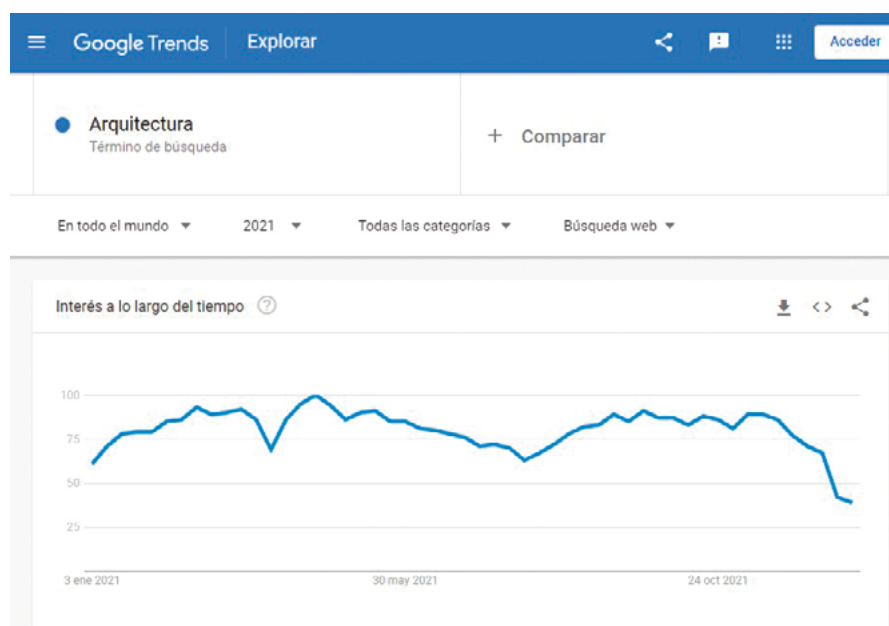 Google Trends Explorar Acceder
Arquitectura
Término de búsqueda
+ Comparar
En todo el mundo 2021 Todas las categorías Búsqueda web
Interés a lo largo del tiempo ?
100
75
50
25
3 ene 2021 30 may 2021 24 oct 2021